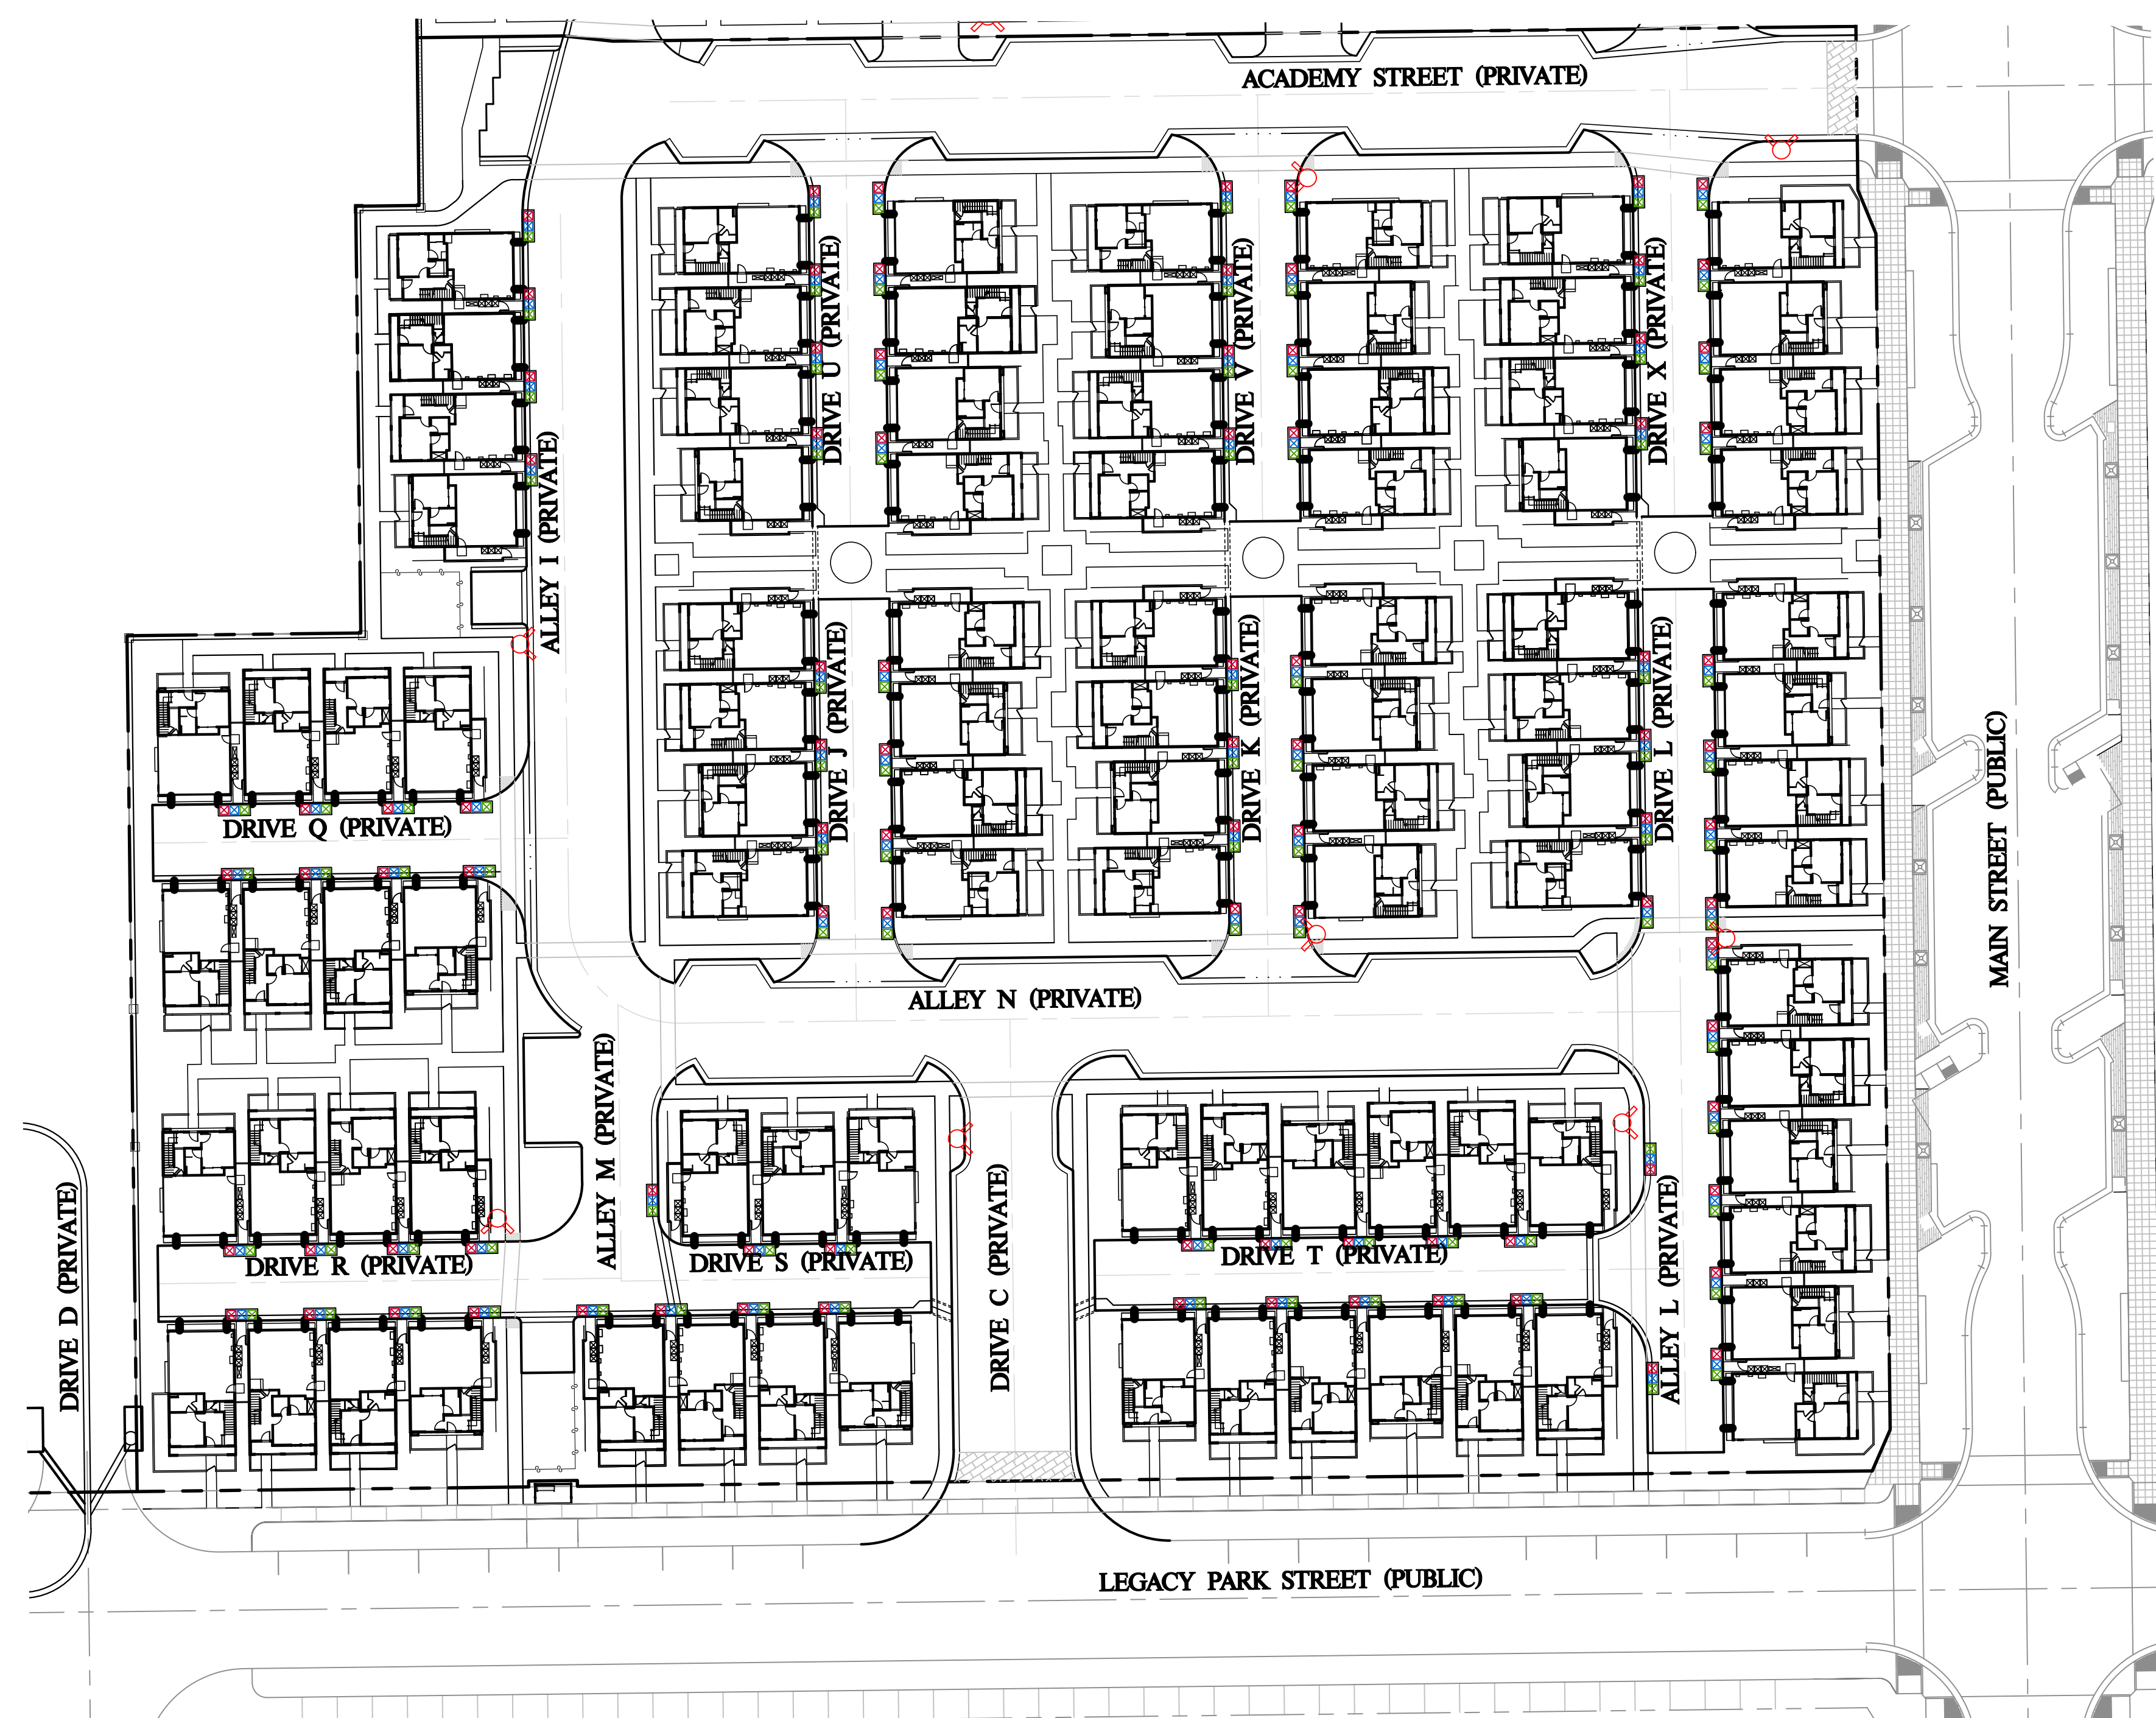 ACADEMY STREET (PRIVATE)
DRIVE U (PRIVATE)
DRIVE V (PRIVATE)
DRIVE X (PRIVATE)
ALLEY I (PRIVATE)
DRIVE J (PRIVATE)
DRIVE K (PRIVATE)
DRIVE L (PRIVATE)
MAIN STREET (PUBLIC)
DRIVE Q (PRIVATE)
ALLEY N (PRIVATE)
ALLEY M (PRIVATE)
DRIVE D (PRIVATE)
DRIVE R (PRIVATE)
DRIVE S (PRIVATE)
DRIVE C (PRIVATE)
DRIVE T (PRIVATE)
ALLEY L (PRIVATE)
LEGACY PARK STREET (PUBLIC)